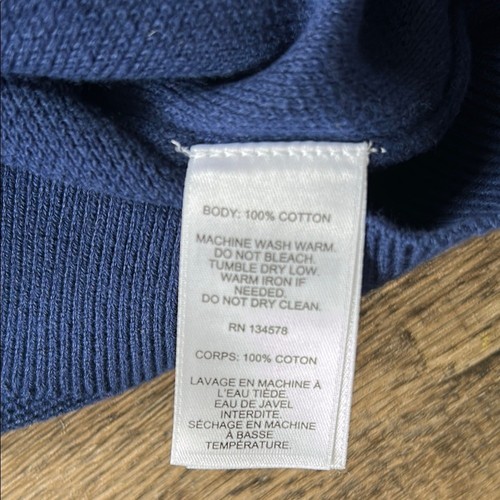 BODY: 100% COTTON
MACHINE WASH WARM.
DO NOT BLEACH.
TUMBLE DRY LOW.
WARM IRON IF
NEEDED.
DO NOT DRY CLEAN.
RN 134578
CORPS: 100% COTON
LAVAGE EN MACHINE À
L'EAU TIÈDE.
EAU DE JAVEL
INTERDITE.
SÉCHAGE EN MACHINE
À BASSE
TEMPÉRATURE.